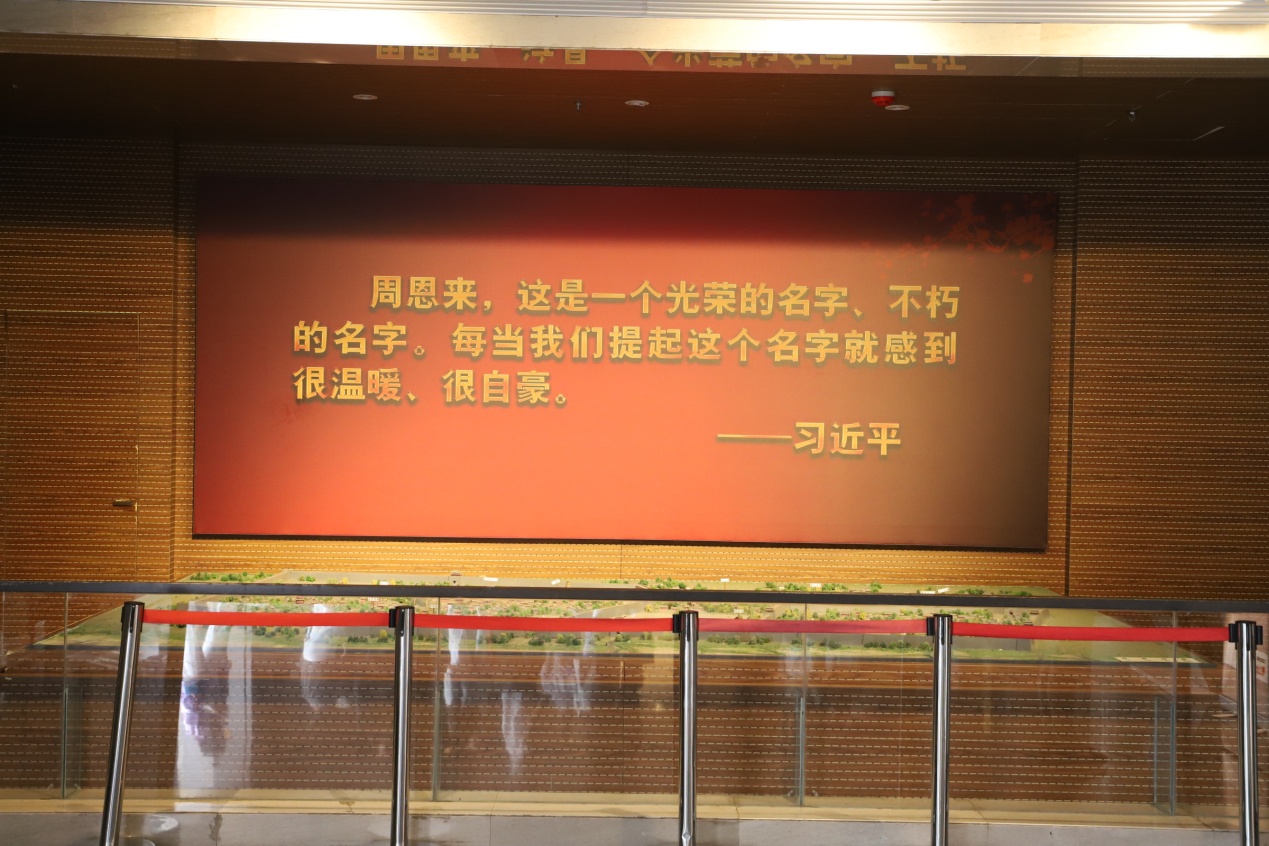 周恩来，这是一个光荣的名字、不朽
的名字。每当我们提起这个名字就感到
很温暖、很自豪。
——习近平